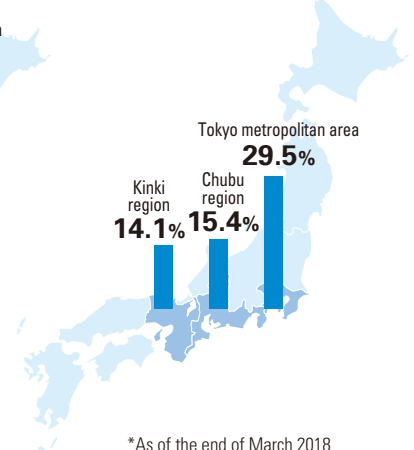 Tokyo metropolitan area
29.5%
Kinki
region
14.1%
Chubu
region
15.4%
*As of the end of March 2018